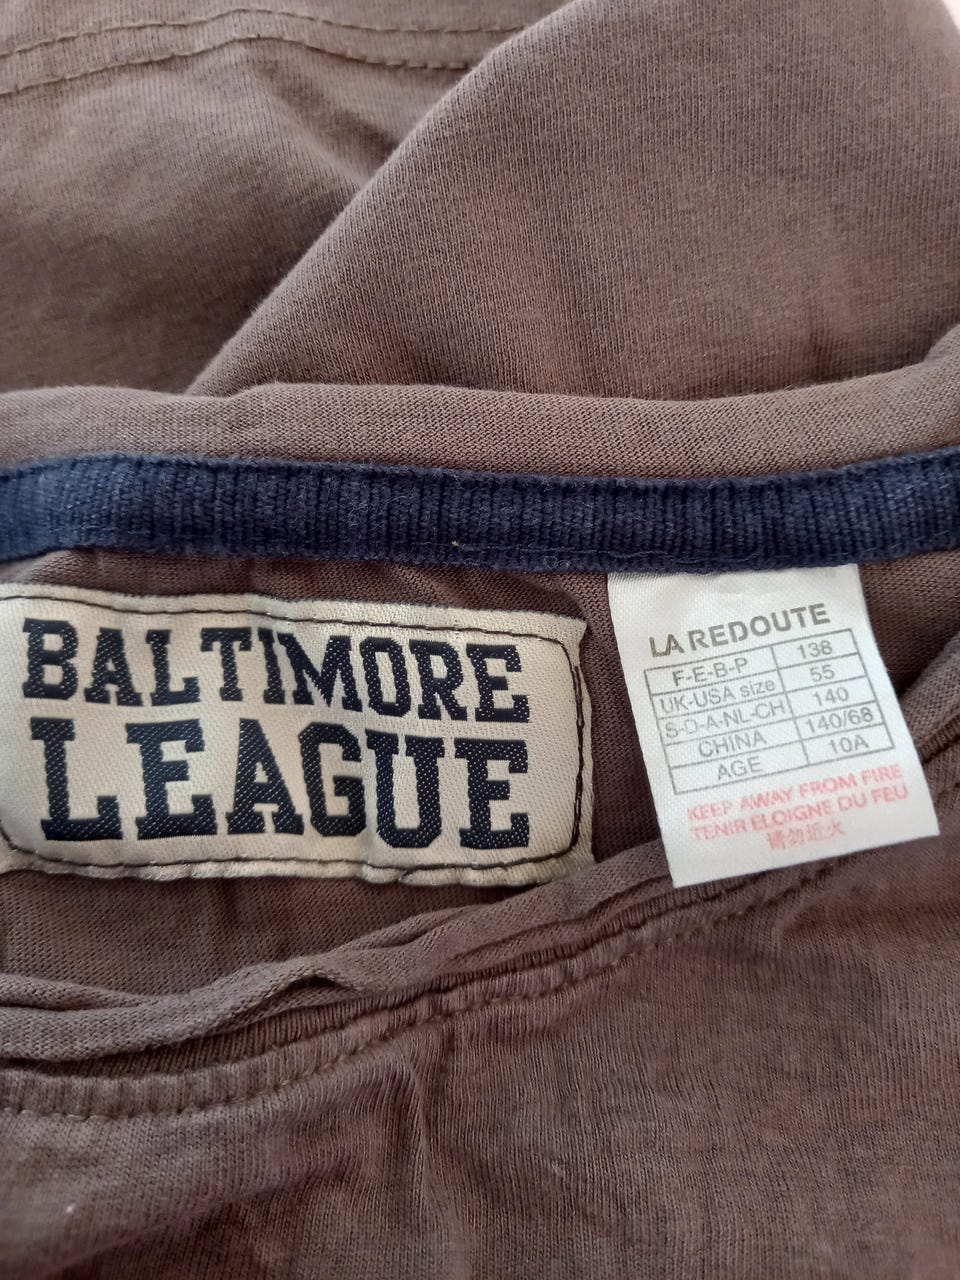 BALTIMORE
LEAGUE
LA REDOUTE
F-E-B-P 138
UK-USA size 55
S-D-A-NL-CH 140
CHINA 140/68
AGE 10A
KEEP AWAY FROM FIRE
TENIR ELOIGNE DU FEU
请勿近火